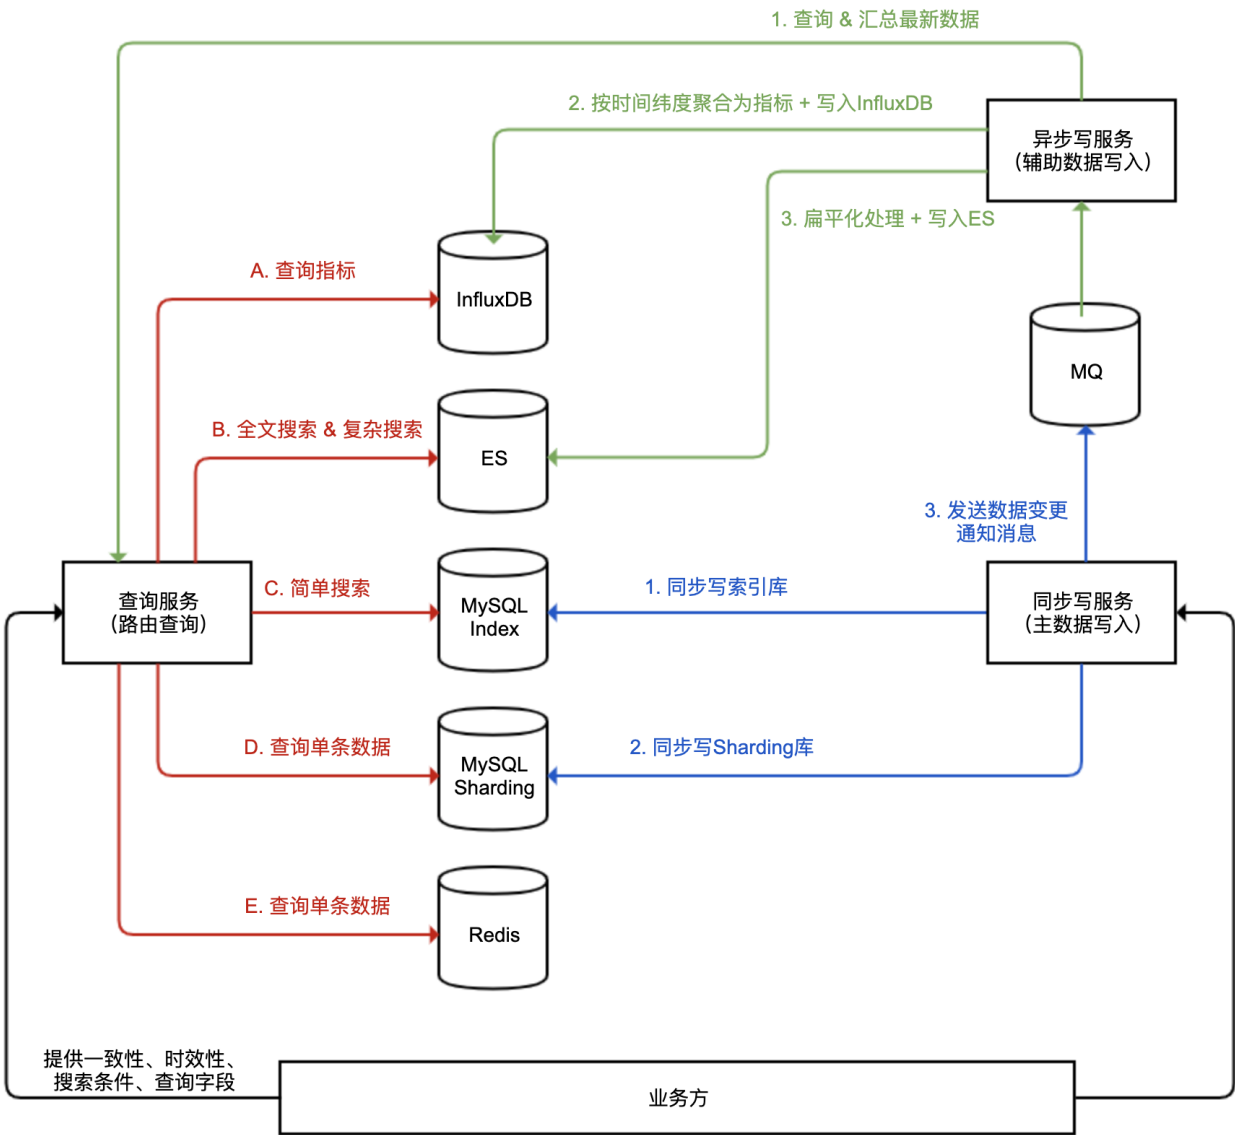 1. 查询 & 汇总最新数据
2. 按时间纬度聚合为指标 + 写入InfluxDB
异步写服务
（辅助数据写入）
3. 扁平化处理 + 写入ES
A. 查询指标
InfluxDB
MQ
B. 全文搜索 & 复杂搜索
ES
3. 发送数据变更
通知消息
查询服务
（路由查询）
C. 简单搜索
MySQL
Index
1. 同步写索引库
同步写服务
（主数据写入）
D. 查询单条数据
MySQL
Sharding
2. 同步写Sharding库
E. 查询单条数据
Redis
提供一致性、时效性、
搜索条件、查询字段
业务方